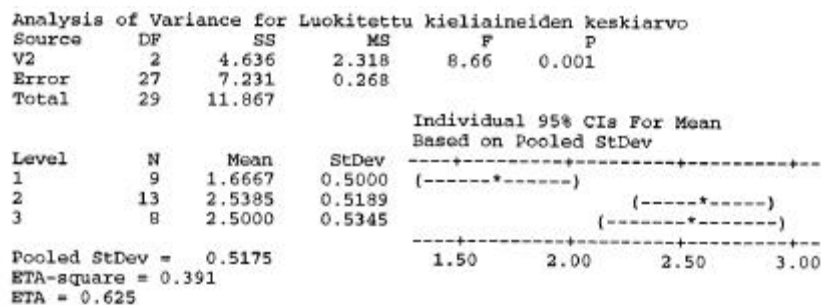 Analysis of Variance for Luokitettu kieliaineiden keskiarvo
Source DF SS MS F P
V2 2 4.636 2.318 8.66 0.001
Error 27 7.231 0.268
Total 29 11.867
Individual 95% CIs For Mean
Based on Pooled StDev
Level N Mean StDev ----+---------+---------+---------+--
1 9 1.6667 0.5000 (------*------)
2 13 2.5385 0.5189 (-----*-----)
3 8 2.5000 0.5345 (-------*-------)
----+---------+---------+---------+--
Pooled StDev = 0.5175 1.50 2.00 2.50 3.00
ETA-square = 0.391
ETA = 0.625